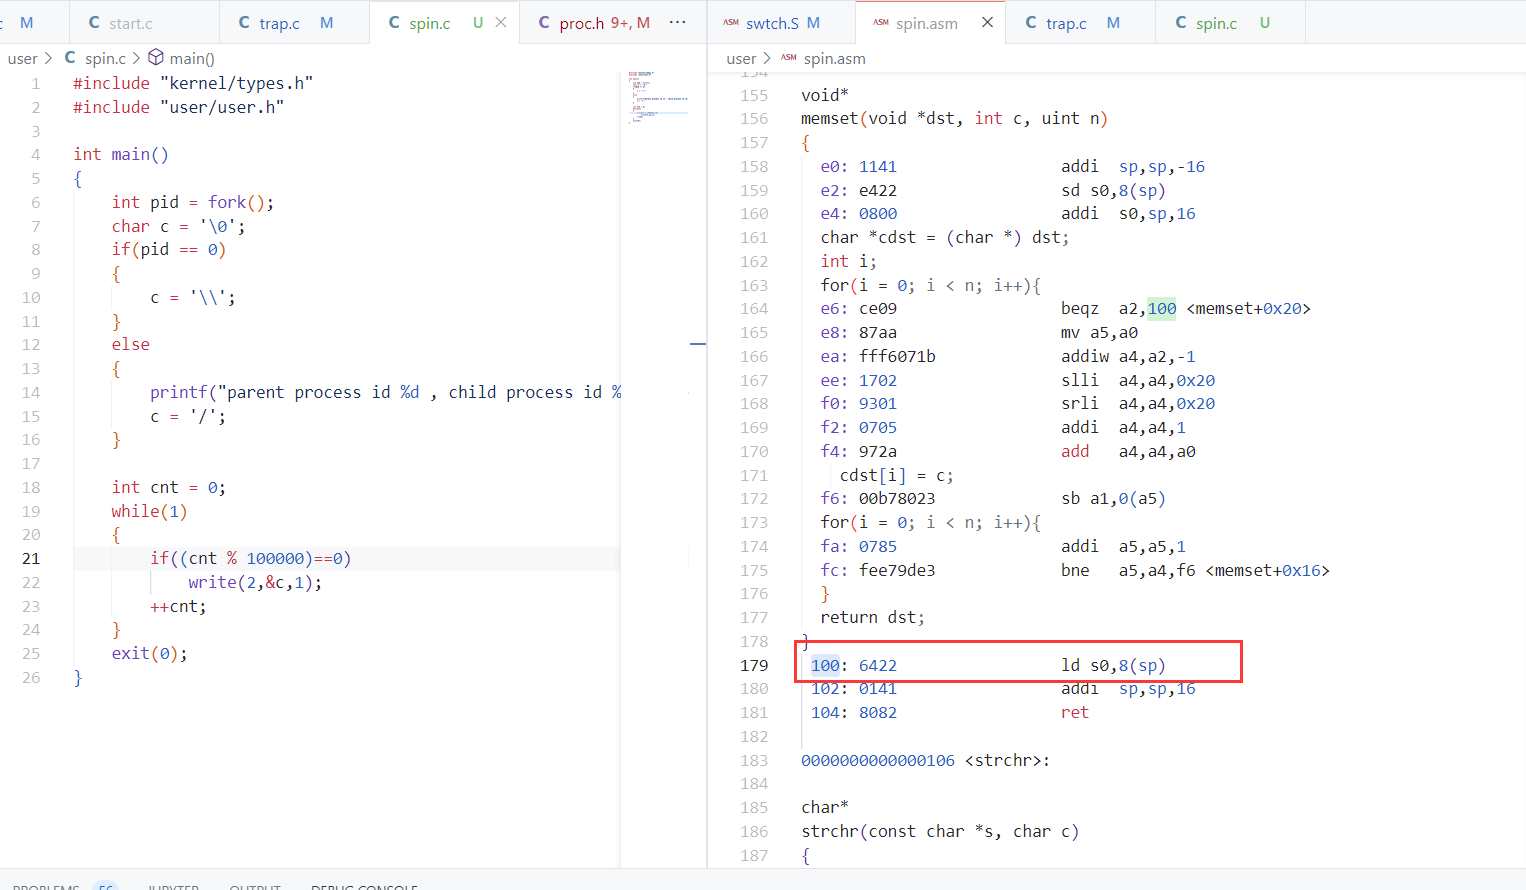 c M C start.c C trap.c M C spin.c U C proc.h 9+, M ··· ASM swtch.S M ASM spin.asm C trap.c M C spin.c U
user > C spin.c > main()
1 #include "kernel/types.h"
2 #include "user/user.h"
3
4 int main()
5 {
6 int pid = fork();
7 char c = '\0';
8 if(pid == 0)
9 {
10 c = '\\';
11 }
12 else
13 {
14 printf("parent process id %d , child process id %
15 c = '/';
16 }
17
18 int cnt = 0;
19 while(1)
20 {
21 if((cnt % 100000)==0)
22 write(2,&c,1);
23 ++cnt;
24 }
25 exit(0);
26 }
user > ASM spin.asm
154
155 void*
156 memset(void *dst, int c, uint n)
157 {
158 e0: 1141 addi sp,sp,-16
159 e2: e422 sd s0,8(sp)
160 e4: 0800 addi s0,sp,16
161 char *cdst = (char *) dst;
162 int i;
163 for(i = 0; i < n; i++){
164 e6: ce09 beqz a2,100 <memset+0x20>
165 e8: 87aa mv a5,a0
166 ea: fff6071b addiw a4,a2,-1
167 ee: 1702 slli a4,a4,0x20
168 f0: 9301 srli a4,a4,0x20
169 f2: 0705 addi a4,a4,1
170 f4: 972a add a4,a4,a0
171 cdst[i] = c;
172 f6: 00b78023 sb a1,0(a5)
173 for(i = 0; i < n; i++){
174 fa: 0785 addi a5,a5,1
175 fc: fee79de3 bne a5,a4,f6 <memset+0x16>
176 }
177 return dst;
178 }
179 100: 6422 ld s0,8(sp)
180 102: 0141 addi sp,sp,16
181 104: 8082 ret
182
183 0000000000000106 <strchr>:
184
185 char*
186 strchr(const char *s, char c)
187 {
PROBLEMS 56 JUPYTER OUTPUT DEBUG CONSOLE